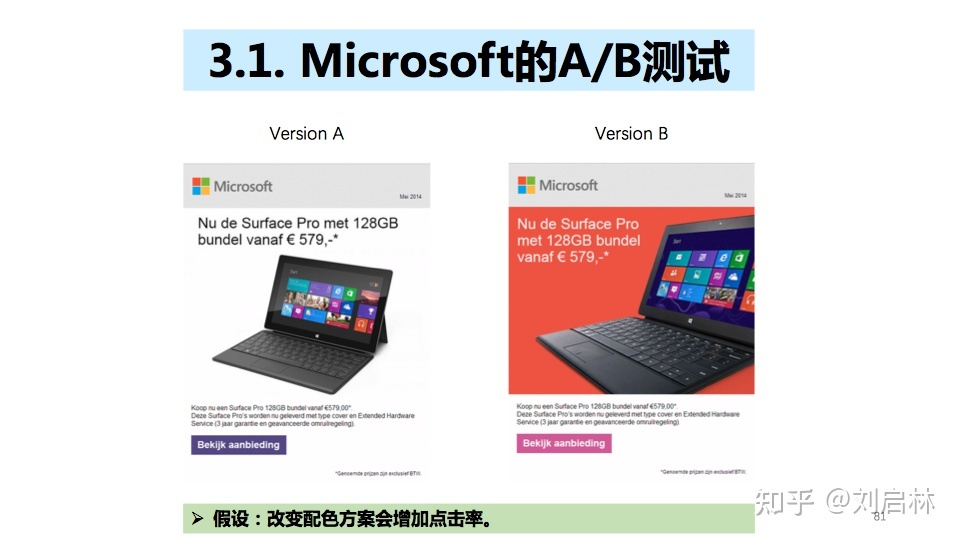 3.1. Microsoft的A/B测试
Version A
Version B
Microsoft
Mei 2014
Nu de Surface Pro met 128GB
bundel vanaf € 579,-*
Start
Koop nu een Surface Pro 128GB bundel vanaf €579,00*.
Deze Surface Pro's worden nu geleverd met type cover en Extended Hardware
Service (3 jaar garantie en geavanceerde omruilregeling).
Bekijk aanbieding
*Genoemde prijzen zijn exclusief BTW.
Microsoft
Mei 2014
Nu de Surface Pro
met 128GB bundel
vanaf € 579,-*
Start
Koop nu een Surface Pro 128GB bundel vanaf €579,00*.
Deze Surface Pro's worden nu geleverd met type cover en Extended Hardware
Service (3 jaar garantie en geavanceerde omruilregeling).
Bekijk aanbieding
*Genoemde prijzen zijn exclusief BTW.
➢ 假设：改变配色方案会增加点击率。
知乎 @刘启林
81